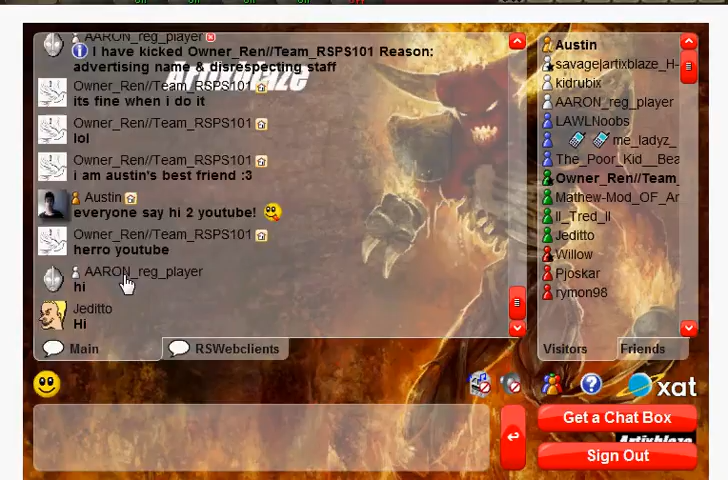 AARON_reg_player
I have kicked Owner_Ren//Team_RSPS101 Reason:
advertising name & disrespecting staff
Artixblaze
Owner_Ren//Team_RSPS101
its fine when i do it
Owner_Ren//Team_RSPS101
lol
Owner_Ren//Team_RSPS101
i am austin's best friend :3
Austin
everyone say hi 2 youtube!
Owner_Ren//Team_RSPS101
herro youtube
AARON_reg_player
hi
Jeditto
Hi
Main
RSWebclients
Austin
savage|artixblaze_H-
kidrubix
AARON_reg_player
LAWLNoobs
me_ladyz_
The_Poor_Kid__Bea
Owner_Ren//Team_
Mathew-Mod_OF_Ar
ll_Tred_ll
Jeditto
Willow
Pjoskar
rymon98
Visitors
Friends
xat
Get a Chat Box
Artixblaze
Sign Out